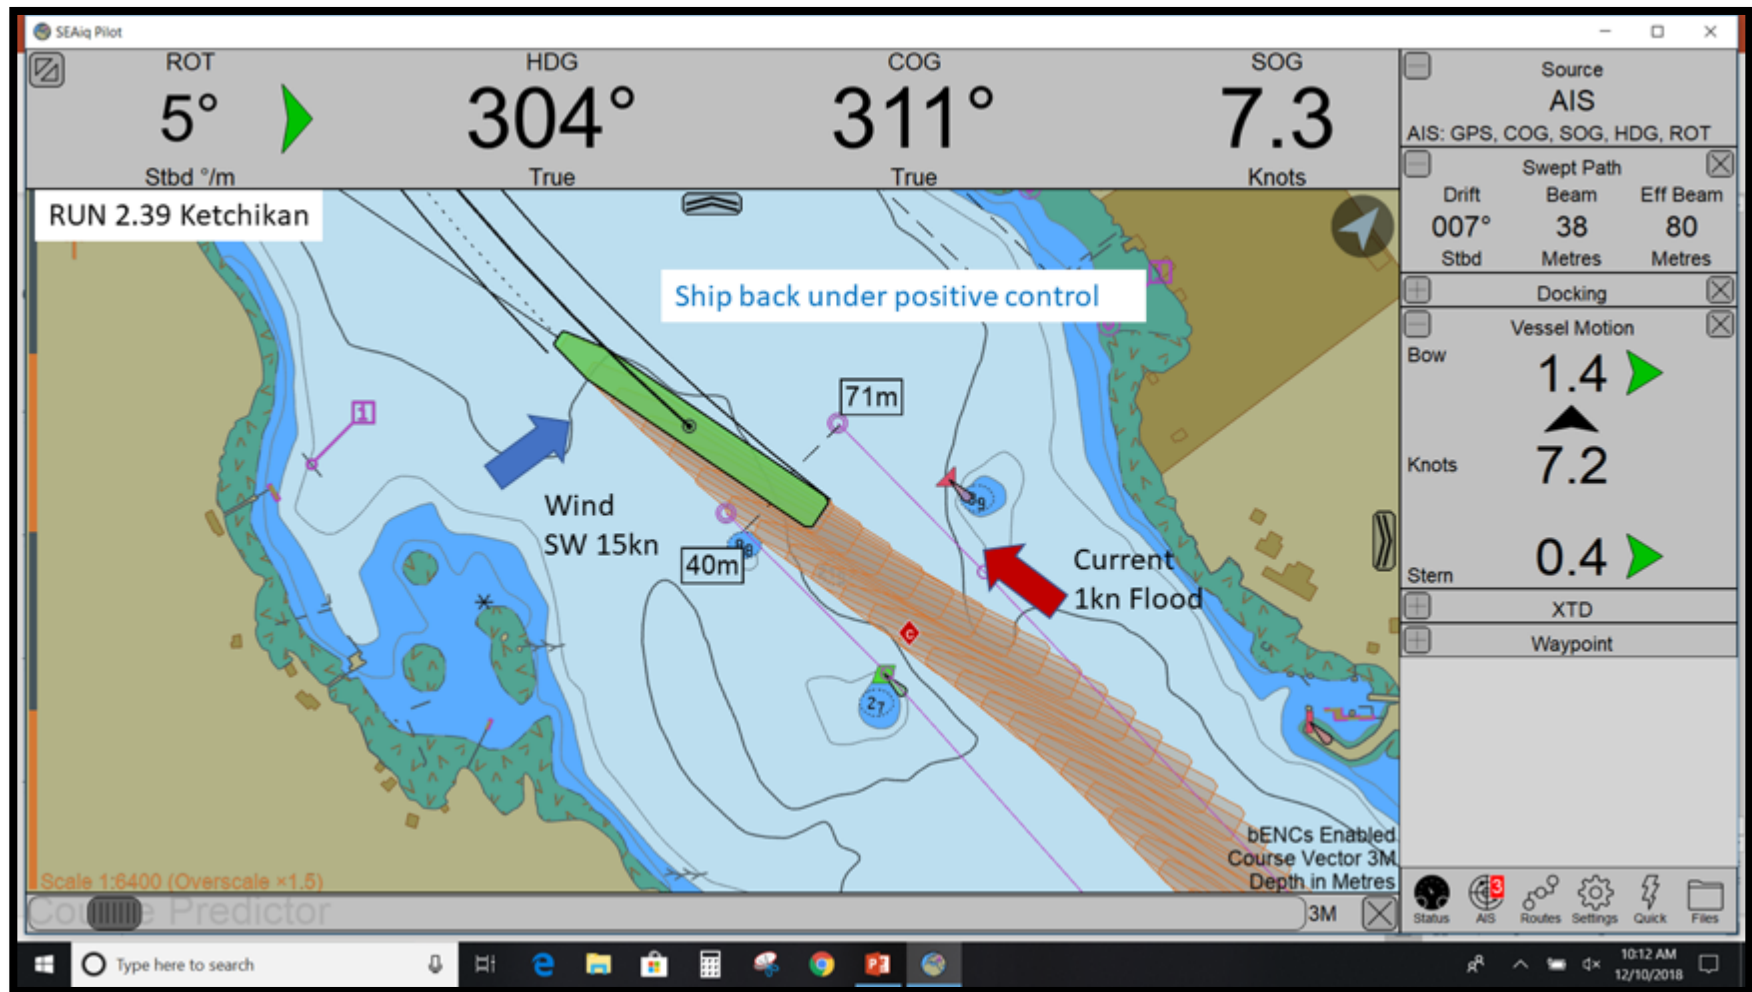 SEAiq Pilot
ROT
5°
Stbd °/m
HDG
304°
True
COG
311°
True
SOG
7.3
Knots
Source
AIS
AIS: GPS, COG, SOG, HDG, ROT
Swept Path
Drift Beam Eff Beam
007° 38 80
Stbd Metres Metres
Docking
Vessel Motion
Bow
1.4
Knots
7.2
Stern
0.4
XTD
Waypoint
RUN 2.39 Ketchikan
Ship back under positive control
71m
Wind
SW 15kn
40m
Current
1kn Flood
c
27
bENCs Enabled
Course Vector 3M
Depth in Metres
Scale 1:6400 (Overscale ×1.5)
Course Predictor
3M
3
Status AIS Routes Settings Quick Files
Type here to search
10:12 AM
12/10/2018